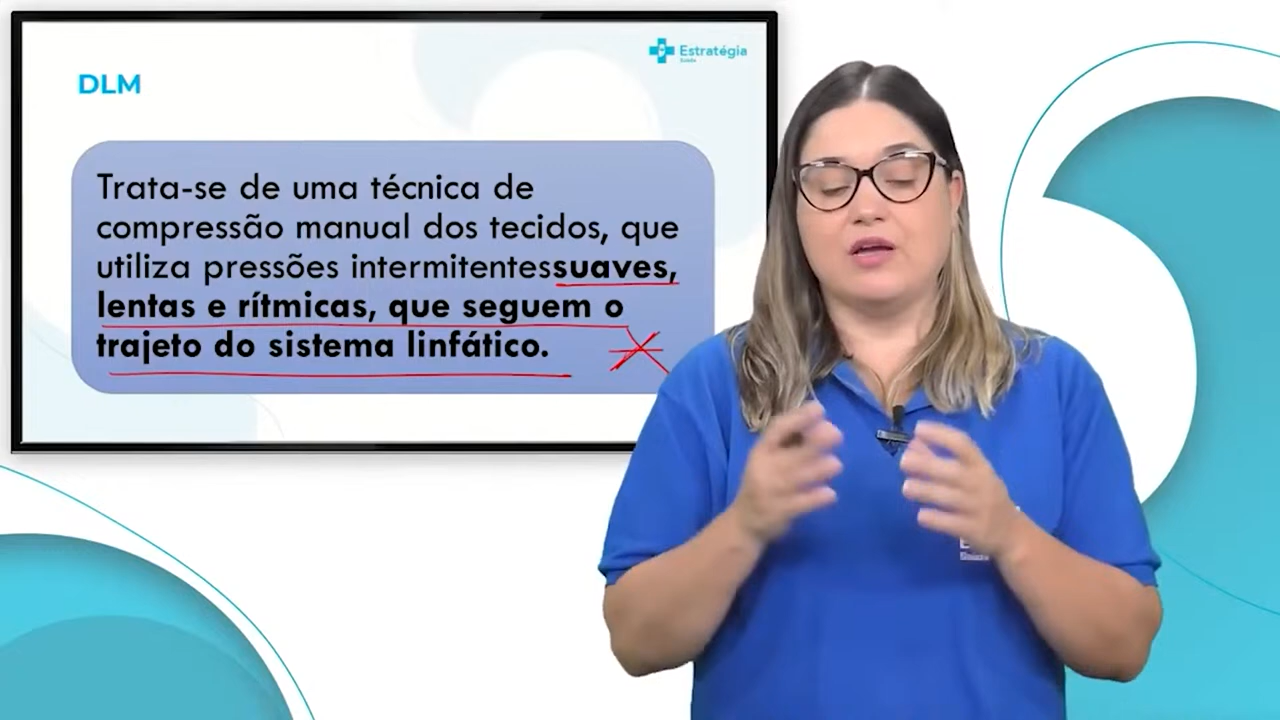 Estratégia
Saúde
DLM
Trata-se de uma técnica de
compressão manual dos tecidos, que
utiliza pressões intermitentessuaves,
lentas e rítmicas, que seguem o
trajeto do sistema linfático.